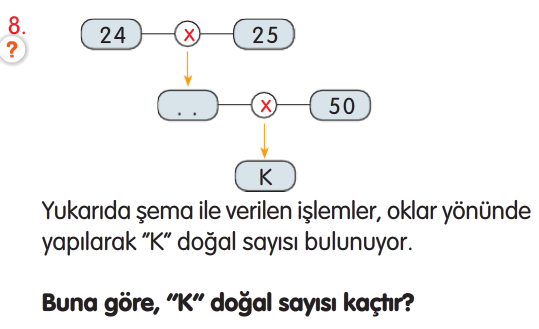 8.
?
24 x 25
. . x 50
K
Yukarıda şema ile verilen işlemler, oklar yönünde
yapılarak "K" doğal sayısı bulunuyor.
Buna göre, "K" doğal sayısı kaçtır?